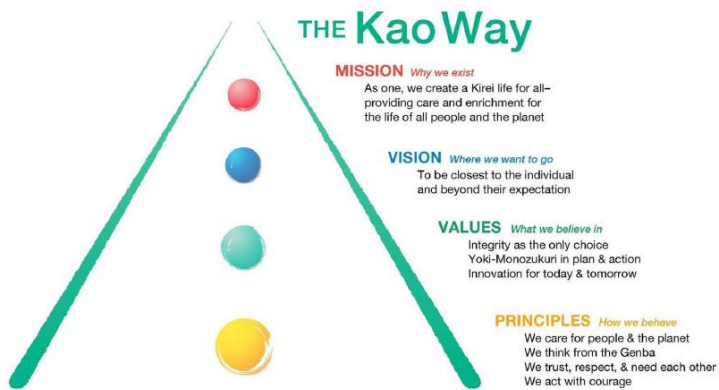 THE Kao Way
MISSION Why we exist
As one, we create a Kirei life for all–
providing care and enrichment for
the life of all people and the planet
VISION Where we want to go
To be closest to the individual
and beyond their expectation
VALUES What we believe in
Integrity as the only choice
Yoki-Monozukuri in plan & action
Innovation for today & tomorrow
PRINCIPLES How we behave
We care for people & the planet
We think from the Genba
We trust, respect, & need each other
We act with courage